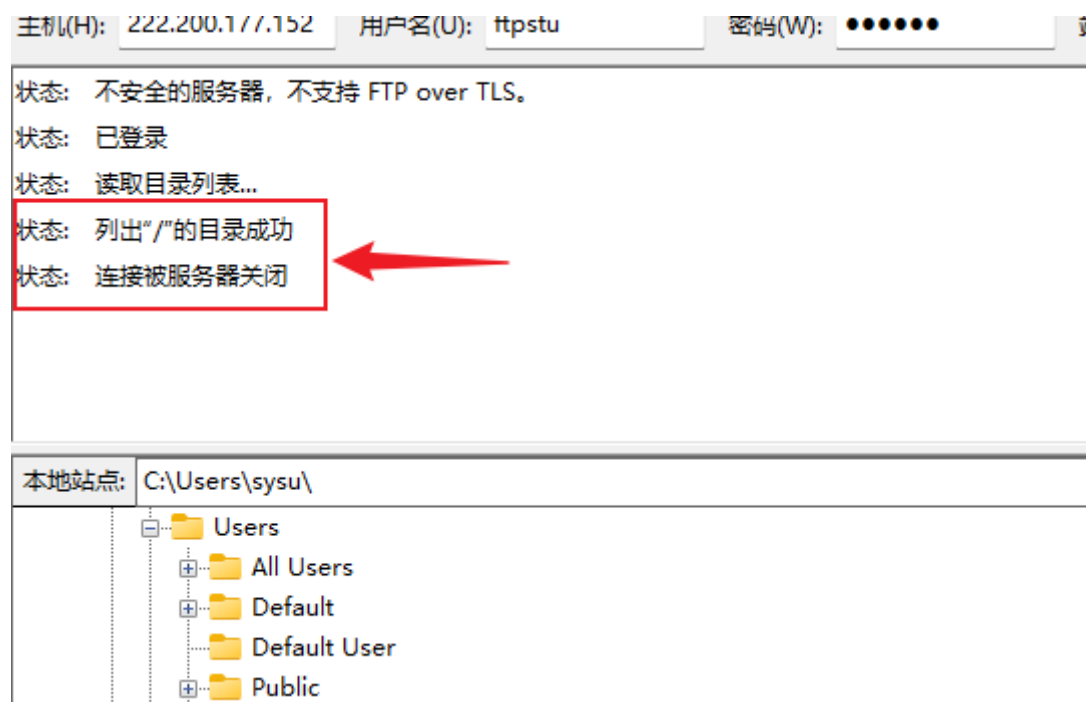 主机(H): 222.200.177.152 用户名(U): ftpstu 密码(W): ●●●●●●
状态: 不安全的服务器，不支持 FTP over TLS。
状态: 已登录
状态: 读取目录列表...
状态: 列出“/”的目录成功
状态: 连接被服务器关闭
本地站点: C:\Users\sysu\
Users
All Users
Default
Default User
Public